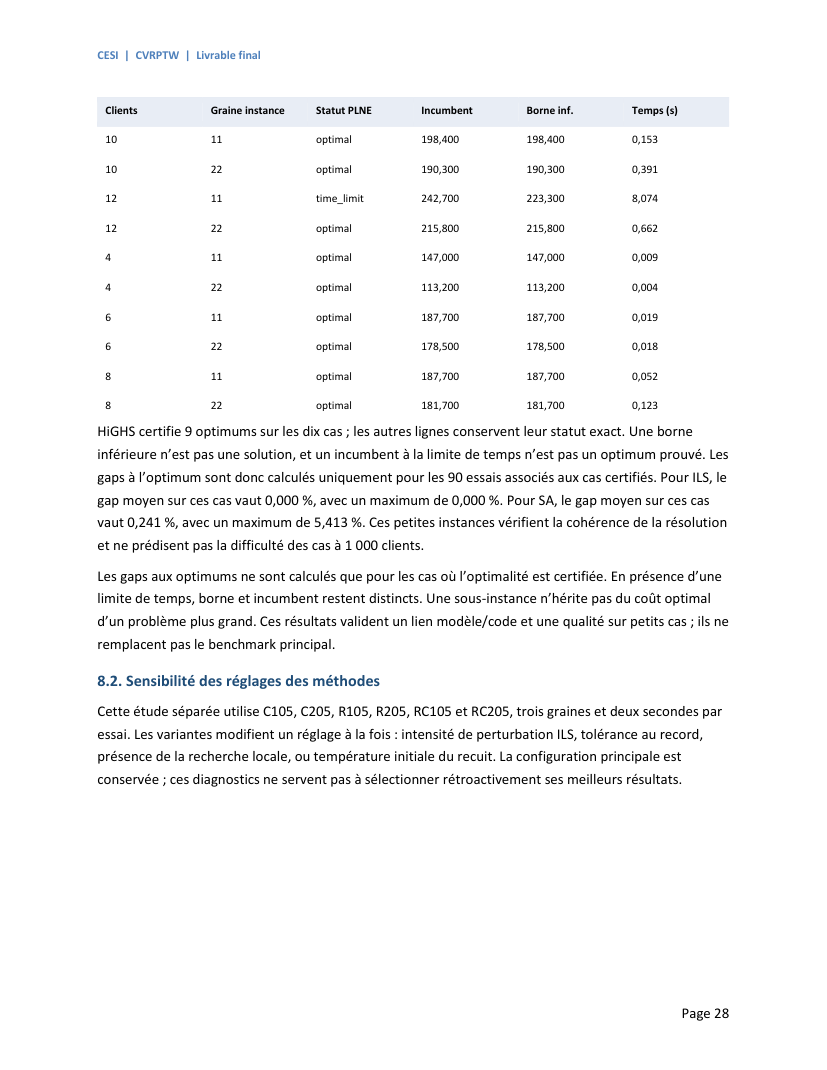 CESI | CVRPTW | Livrable final
Clients Graine instance Statut PLNE Incumbent Borne inf. Temps (s)
10 11 optimal 198,400 198,400 0,153
10 22 optimal 190,300 190,300 0,391
12 11 time_limit 242,700 223,300 8,074
12 22 optimal 215,800 215,800 0,662
4 11 optimal 147,000 147,000 0,009
4 22 optimal 113,200 113,200 0,004
6 11 optimal 187,700 187,700 0,019
6 22 optimal 178,500 178,500 0,018
8 11 optimal 187,700 187,700 0,052
8 22 optimal 181,700 181,700 0,123
HiGHS certifie 9 optimums sur les dix cas ; les autres lignes conservent leur statut exact. Une borne
inférieure n’est pas une solution, et un incumbent à la limite de temps n’est pas un optimum prouvé. Les
gaps à l’optimum sont donc calculés uniquement pour les 90 essais associés aux cas certifiés. Pour ILS, le
gap moyen sur ces cas vaut 0,000 %, avec un maximum de 0,000 %. Pour SA, le gap moyen sur ces cas
vaut 0,241 %, avec un maximum de 5,413 %. Ces petites instances vérifient la cohérence de la résolution
et ne prédisent pas la difficulté des cas à 1 000 clients.
Les gaps aux optimums ne sont calculés que pour les cas où l’optimalité est certifiée. En présence d’une
limite de temps, borne et incumbent restent distincts. Une sous-instance n’hérite pas du coût optimal
d’un problème plus grand. Ces résultats valident un lien modèle/code et une qualité sur petits cas ; ils ne
remplacent pas le benchmark principal.
8.2. Sensibilité des réglages des méthodes
Cette étude séparée utilise C105, C205, R105, R205, RC105 et RC205, trois graines et deux secondes par
essai. Les variantes modifient un réglage à la fois : intensité de perturbation ILS, tolérance au record,
présence de la recherche locale, ou température initiale du recuit. La configuration principale est
conservée ; ces diagnostics ne servent pas à sélectionner rétroactivement ses meilleurs résultats.
Page 28